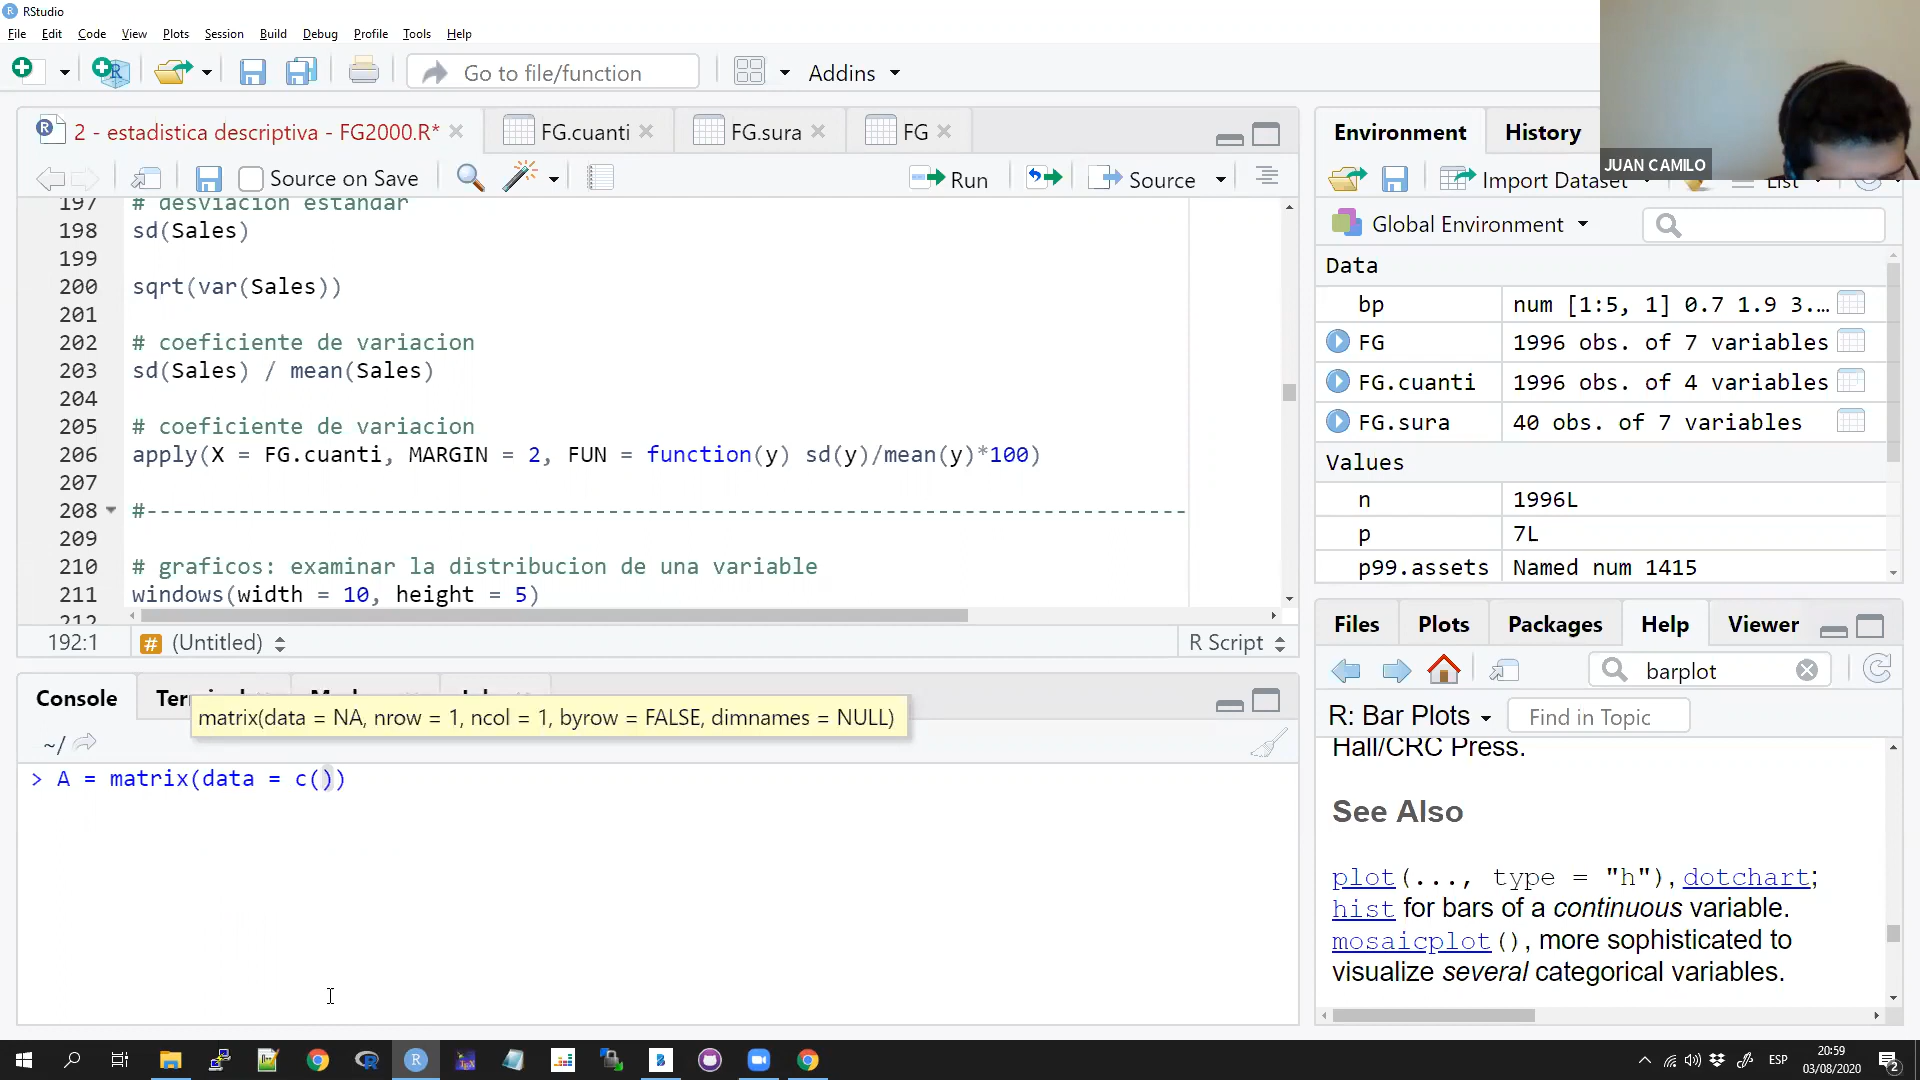 RStudio
File Edit Code View Plots Session Build Debug Profile Tools Help
Go to file/function
Addins
2 - estadistica descriptiva - FG2000.R*
FG.cuanti
FG.sura
FG
Source on Save
Run
Source
197 # desviacion estandar
198 sd(Sales)
199
200 sqrt(var(Sales))
201
202 # coeficiente de variacion
203 sd(Sales) / mean(Sales)
204
205 # coeficiente de variacion
206 apply(X = FG.cuanti, MARGIN = 2, FUN = function(y) sd(y)/mean(y)*100)
207
208 #--------------------------------------------------------------------------------
209
210 # graficos: examinar la distribucion de una variable
211 windows(width = 10, height = 5)
212
192:1 # (Untitled) R Script
Console
matrix(data = NA, nrow = 1, ncol = 1, byrow = FALSE, dimnames = NULL)
~/
> A = matrix(data = c())
Environment History
JUAN CAMILO
Import Dataset List
Global Environment
Data
bp num [1:5, 1] 0.7 1.9 3.…
FG 1996 obs. of 7 variables
FG.cuanti 1996 obs. of 4 variables
FG.sura 40 obs. of 7 variables
Values
n 1996L
p 7L
p99.assets Named num 1415
Files Plots Packages Help Viewer
barplot
R: Bar Plots Find in Topic
Hall/CRC Press.
See Also
plot(..., type = "h"), dotchart;
hist for bars of a continuous variable.
mosaicplot(), more sophisticated to
visualize several categorical variables.
ESP
20:59
03/08/2020
2